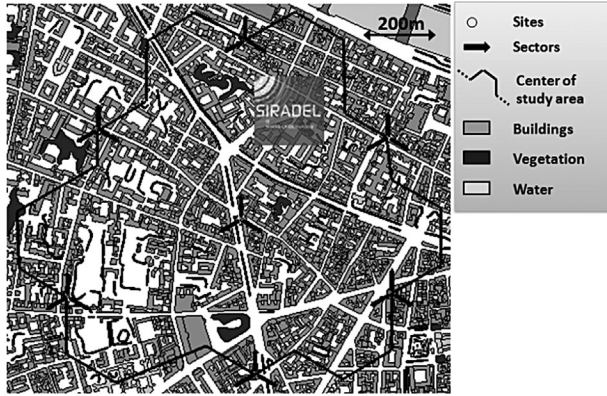 200m
SIRADEL
Sites
Sectors
Center of
study area
Buildings
Vegetation
Water